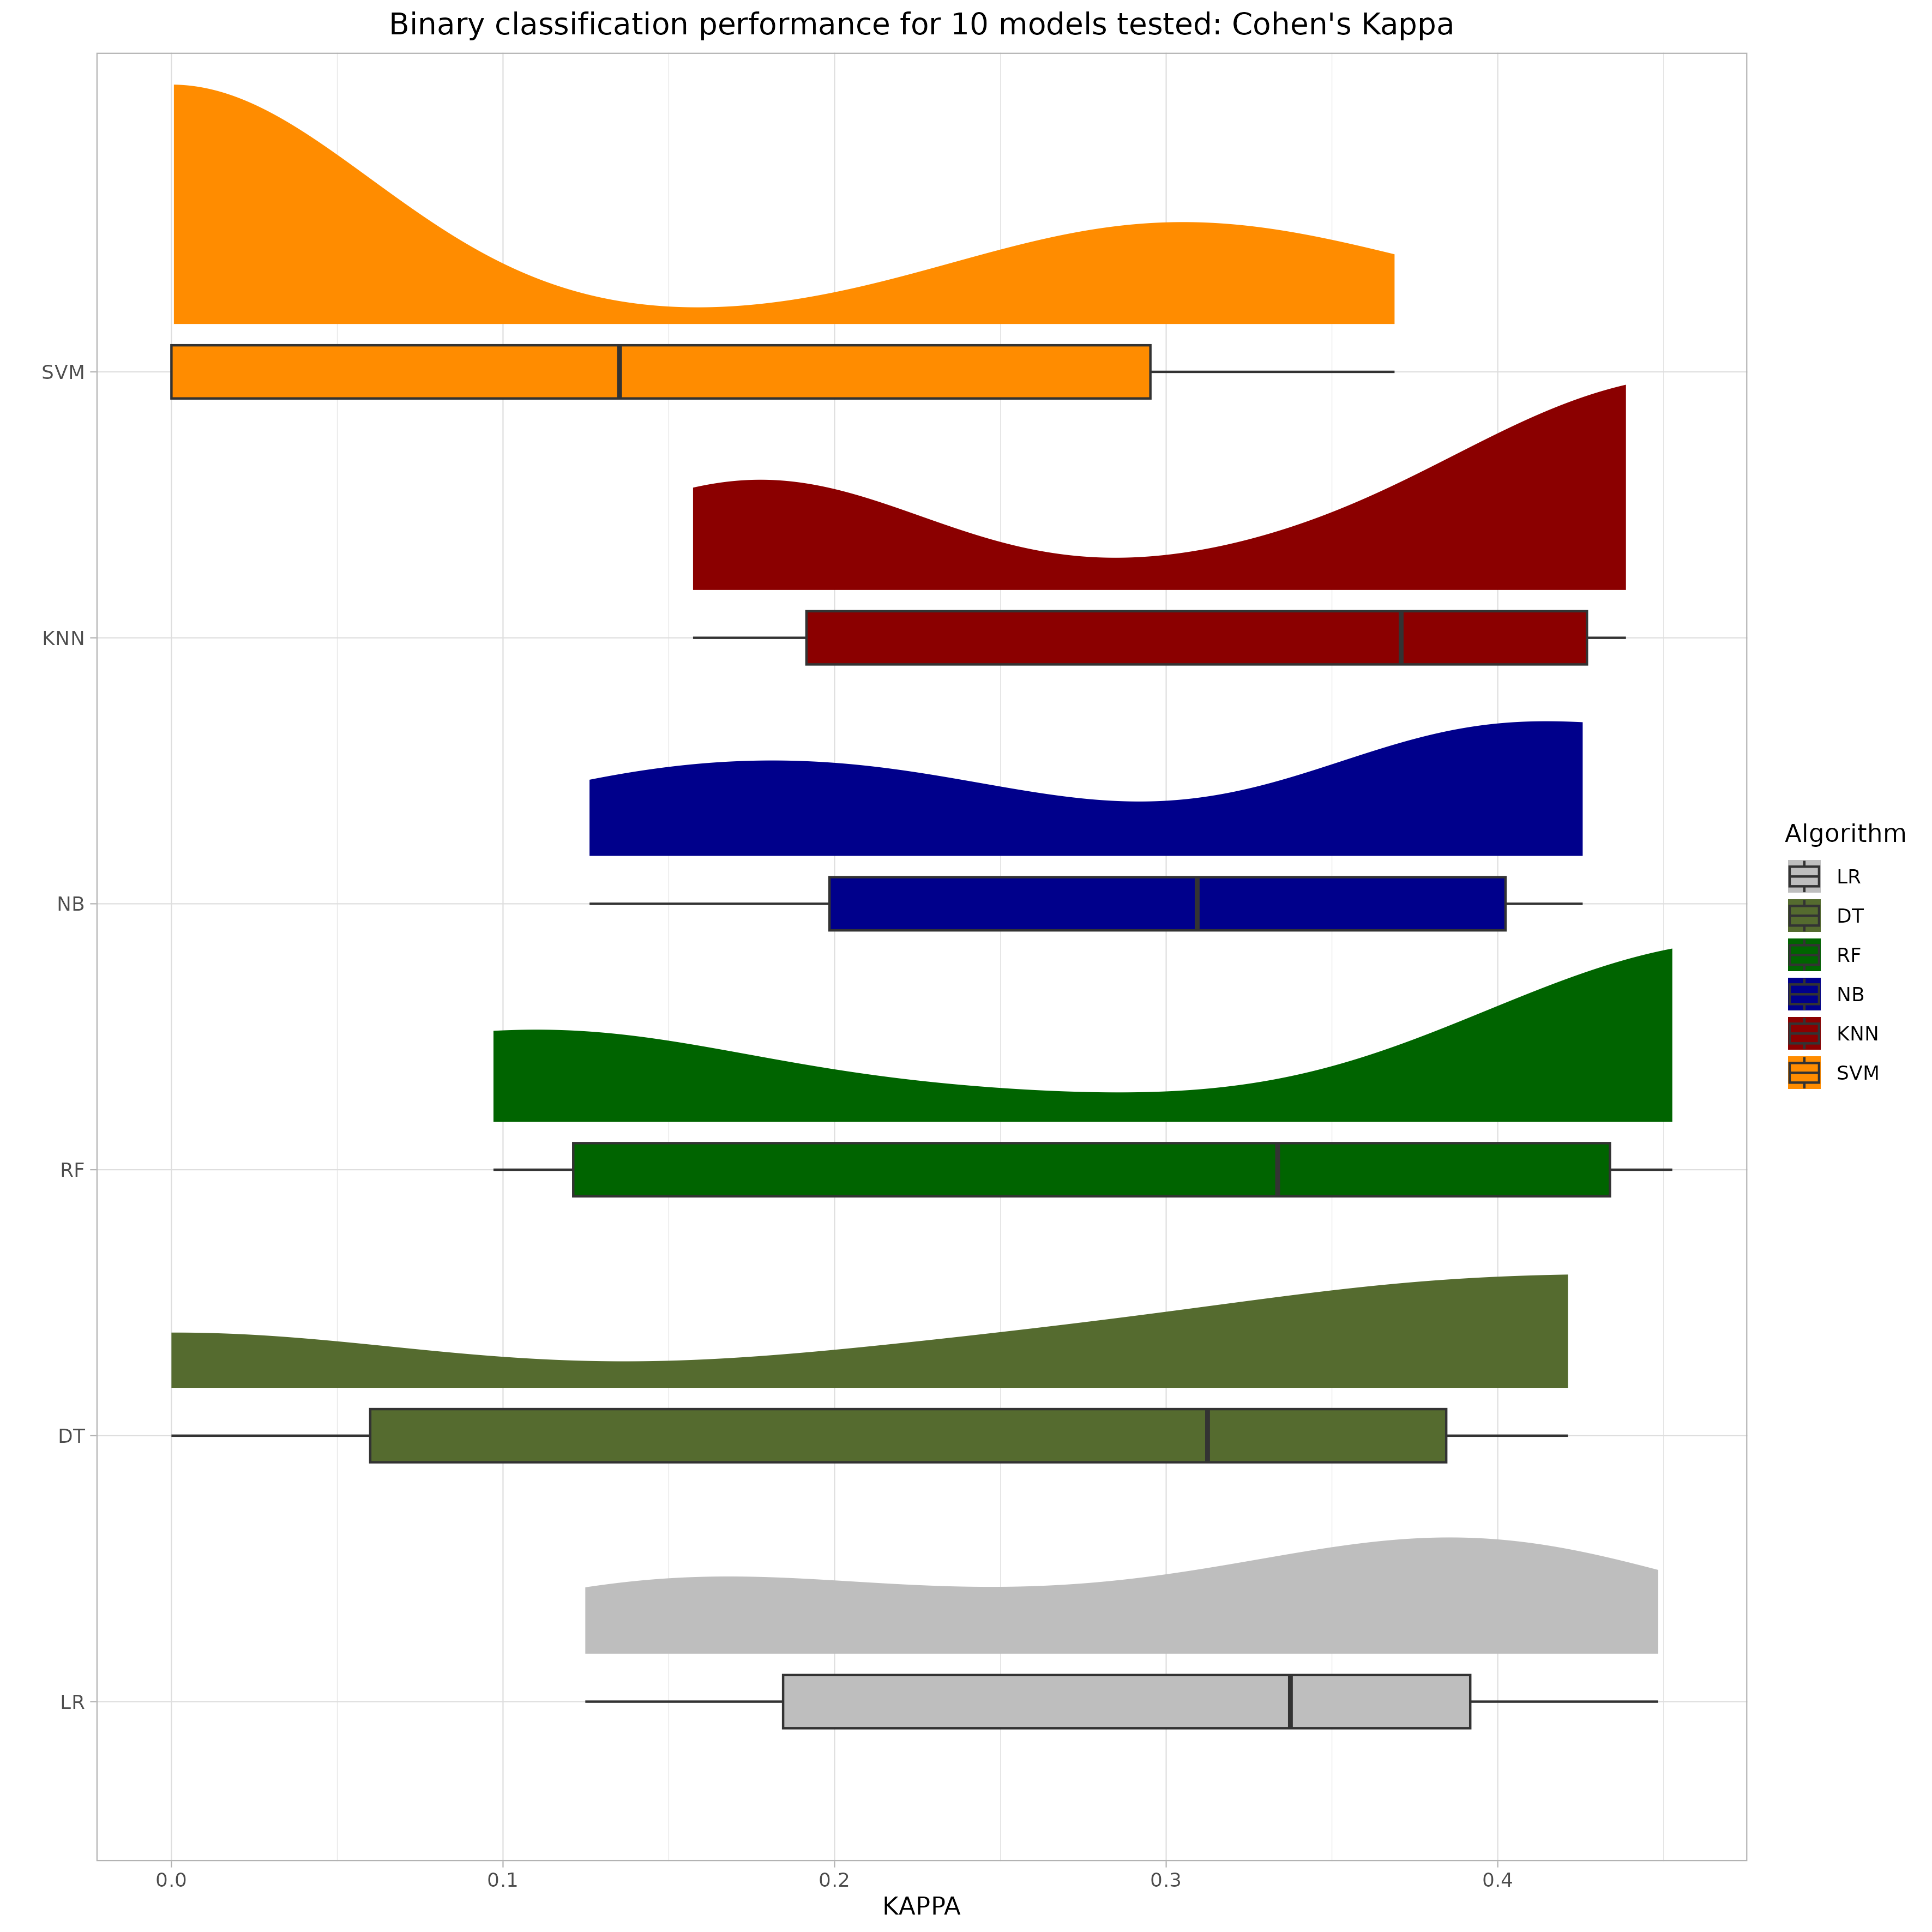 Binary classification performance for 10 models tested: Cohen's Kappa
SVM
KNN
NB
RF
DT
LR
0.0 0.1 0.2 0.3 0.4
KAPPA
Algorithm
LR
DT
RF
NB
KNN
SVM